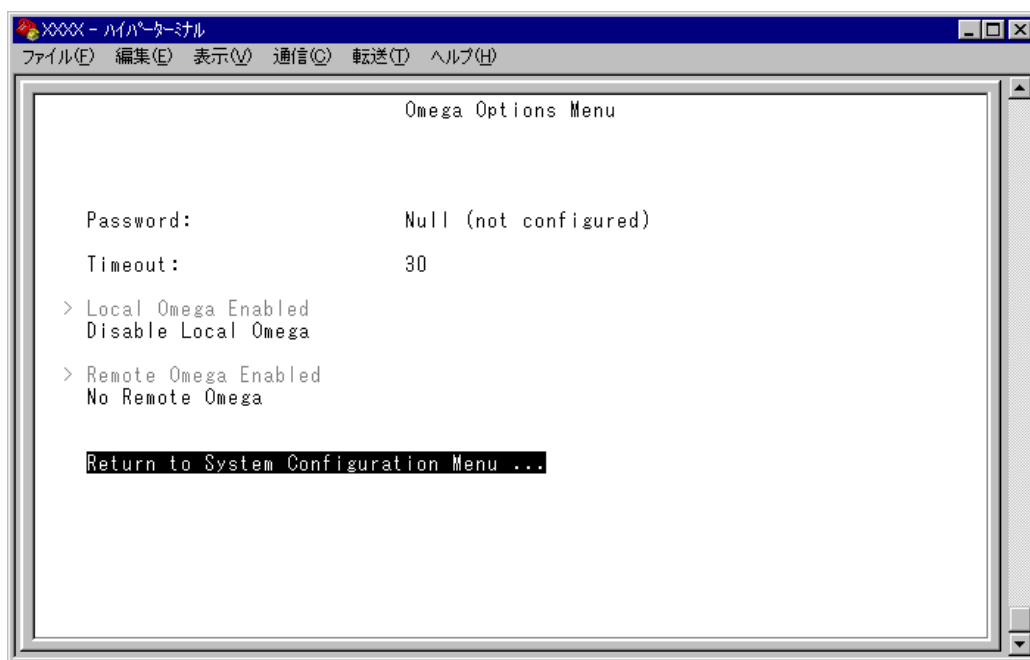 XXXX - ハイパーターミナル
ファイル(F) 編集(E) 表示(V) 通信(C) 転送(T) ヘルプ(H)
Omega Options Menu
Password: Null (not configured)
Timeout: 30
> Local Omega Enabled
Disable Local Omega
> Remote Omega Enabled
No Remote Omega
Return to System Configuration Menu ...